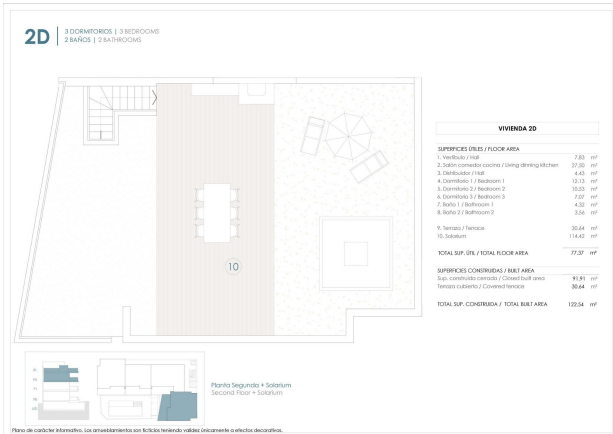 2D
3 DORMITORIOS | 3 BEDROOMS
2 BAÑOS | 2 BATHROOMS
10
VIVIENDA 2D
SUPERFICIES ÚTILES / FLOOR AREA
1. Vestíbulo / Hall 7,83 m²
2. Salón comedor cocina / Living dinning kitchen 27,50 m²
3. Distribuidor / Hall 4,43 m²
4. Dormitorio 1 / Bedroom 1 12,13 m²
5. Dormitorio 2 / Bedroom 2 10,53 m²
6. Dormitorio 3 / Bedroom 3 7,07 m²
7. Baño 1 / Bathroom 1 4,32 m²
8. Baño 2 / Bathroom 2 3,56 m²
9. Terraza / Terrace 30,64 m²
10. Solarium 114,42 m²
TOTAL SUP. ÚTIL / TOTAL FLOOR AREA 77,37 m²
SUPERFICIES CONSTRUIDAS / BUILT AREA
Sup. construida cerrada / Closed built area 91,91 m²
Terraza cubierta / Covered terrace 30,64 m²
TOTAL SUP. CONSTRUIDA / TOTAL BUILT AREA 122,54 m²
Planta Segunda + Solarium
Second Floor + Solarium
Plano de carácter informativo. Los amueblamientos son ficticios teniendo validez únicamente a efectos decorativos.